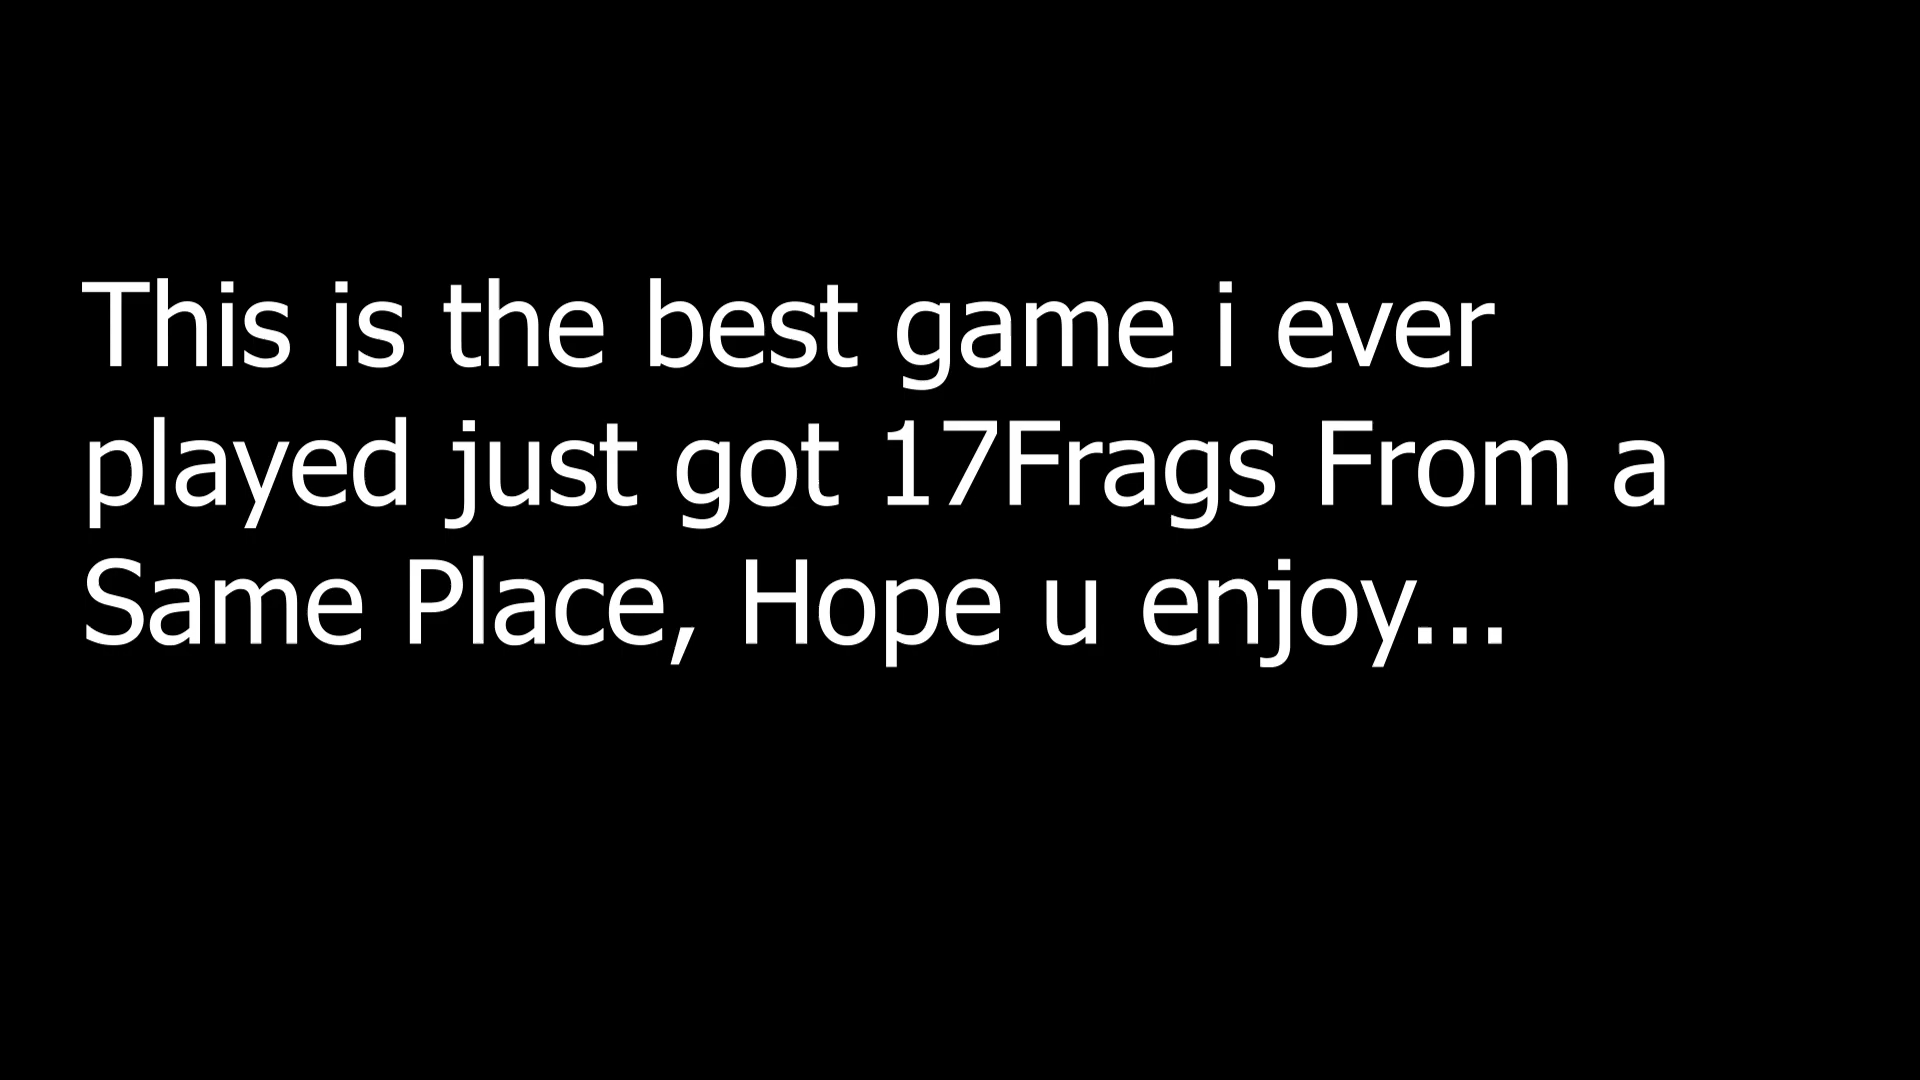 This is the best game i ever
played just got 17Frags From a
Same Place, Hope u enjoy...